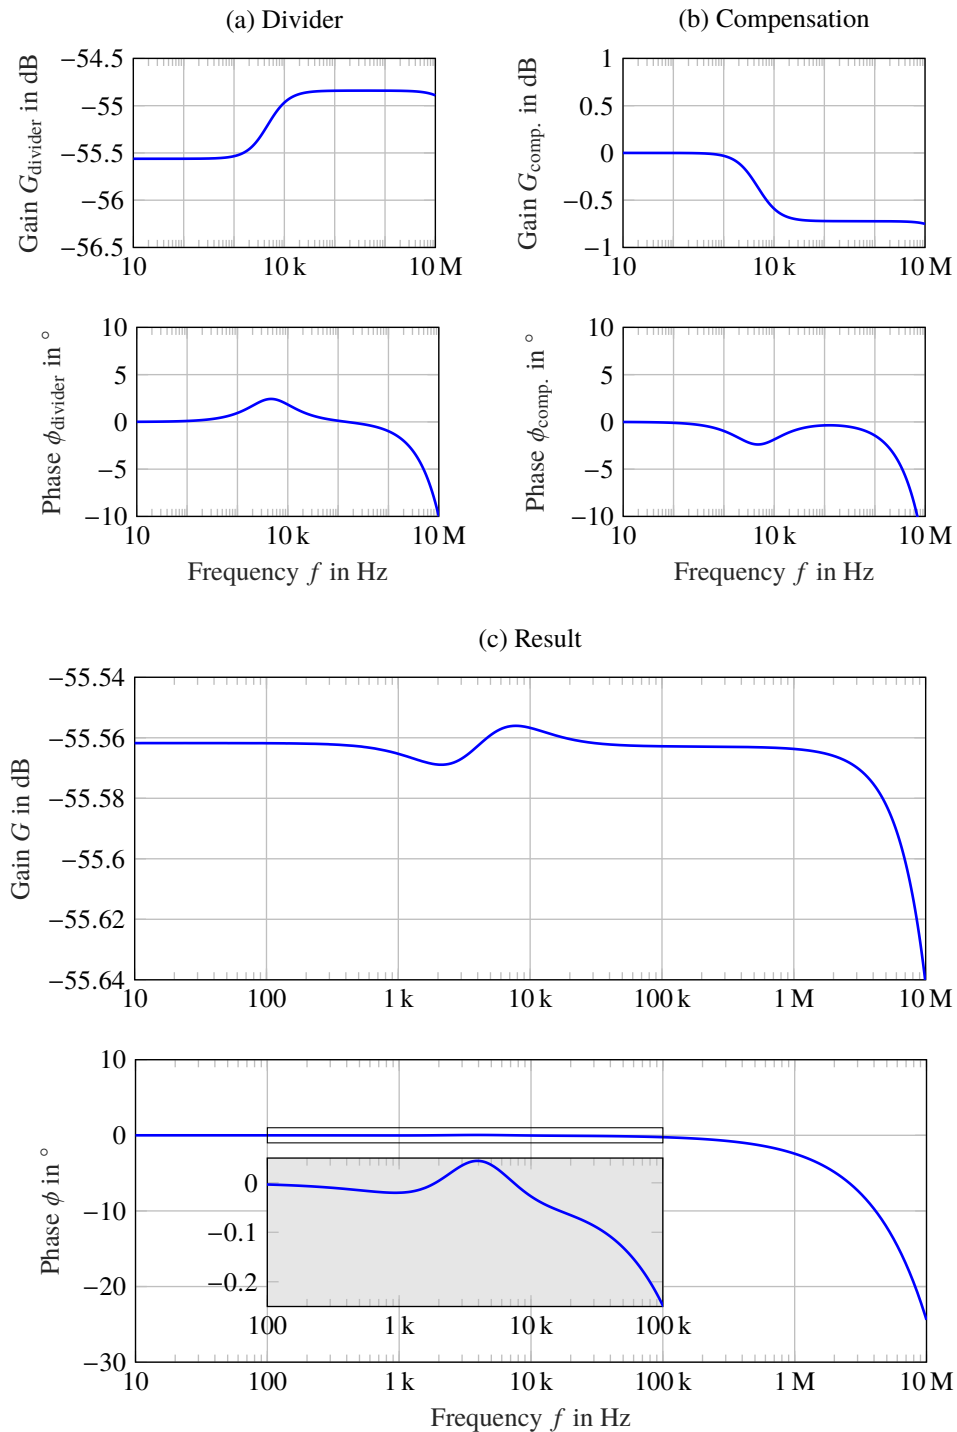 (a) Divider
(b) Compensation
Gain G_divider in dB
−54.5
−55
−55.5
−56
−56.5
10
10 k
10 M
Gain G_comp. in dB
1
0.5
0
−0.5
−1
10
10 k
10 M
Phase ϕ_divider in °
10
5
0
−5
−10
10
10 k
10 M
Frequency f in Hz
Phase ϕ_comp. in °
10
5
0
−5
−10
10
10 k
10 M
Frequency f in Hz
(c) Result
Gain G in dB
−55.54
−55.56
−55.58
−55.6
−55.62
−55.64
10
100
1 k
10 k
100 k
1 M
10 M
Phase ϕ in °
10
0
−10
−20
−30
0
−0.1
−0.2
100
1 k
10 k
100 k
10
100
1 k
10 k
100 k
1 M
10 M
Frequency f in Hz